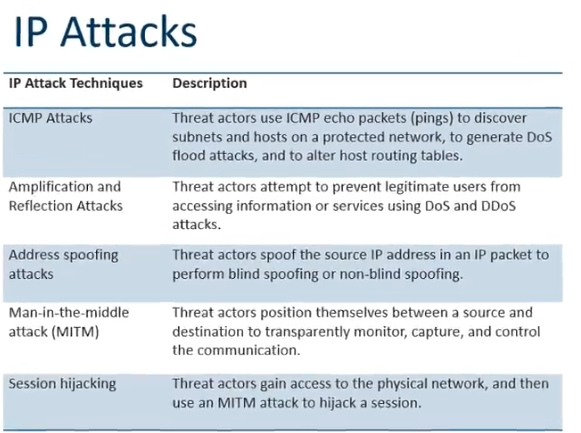 IP Attacks
IP Attack Techniques Description
ICMP Attacks Threat actors use ICMP echo packets (pings) to discover
subnets and hosts on a protected network, to generate DoS
flood attacks, and to alter host routing tables.
Amplification and Threat actors attempt to prevent legitimate users from
Reflection Attacks accessing information or services using DoS and DDoS
attacks.
Address spoofing Threat actors spoof the source IP address in an IP packet to
attacks perform blind spoofing or non-blind spoofing.
Man-in-the-middle Threat actors position themselves between a source and
attack (MITM) destination to transparently monitor, capture, and control
the communication.
Session hijacking Threat actors gain access to the physical network, and then
use an MITM attack to hijack a session.